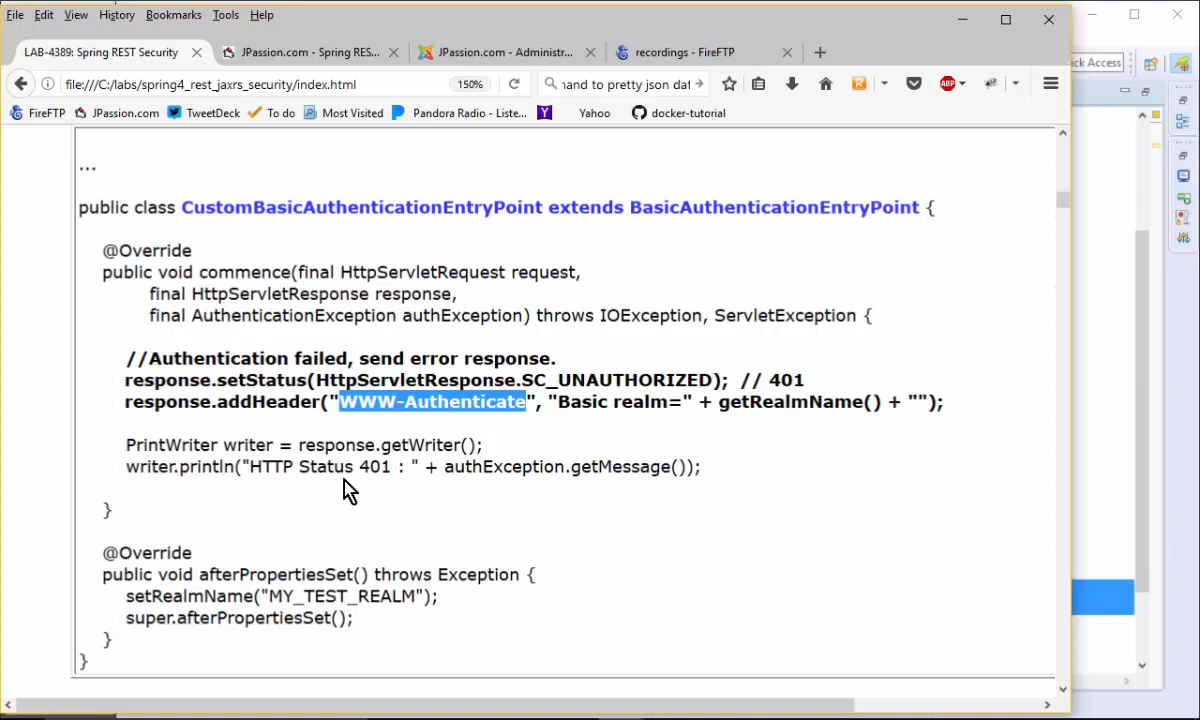 File Edit View History Bookmarks Tools Help
LAB-4389: Spring REST Security JPassion.com - Spring RES... JPassion.com - Administr... recordings - FireFTP
file:///C:/labs/spring4_rest_jaxrs_security/index.html 150% and to pretty json dat
FireFTP JPassion.com TweetDeck To do Most Visited Pandora Radio - Liste... Yahoo docker-tutorial
ick Access
...
public class CustomBasicAuthenticationEntryPoint extends BasicAuthenticationEntryPoint {
@Override
public void commence(final HttpServletRequest request,
final HttpServletResponse response,
final AuthenticationException authException) throws IOException, ServletException {
//Authentication failed, send error response.
response.setStatus(HttpServletResponse.SC_UNAUTHORIZED); // 401
response.addHeader("WWW-Authenticate", "Basic realm=" + getRealmName() + "");
PrintWriter writer = response.getWriter();
writer.println("HTTP Status 401 : " + authException.getMessage());
}
@Override
public void afterPropertiesSet() throws Exception {
setRealmName("MY_TEST_REALM");
super.afterPropertiesSet();
}
}